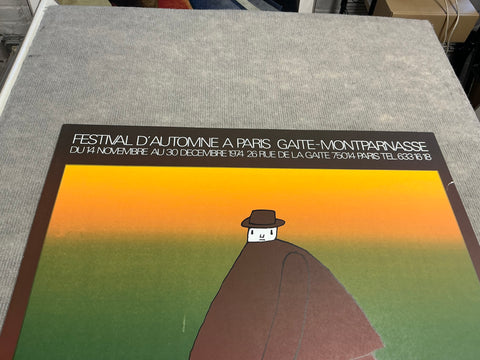 FESTIVAL D'AUTOMNE A PARIS GAITE-MONTPARNASSE
DU 14 NOVEMBRE AU 30 DECEMBRE 1974 26 RUE DE LA GAITE 75014 PARIS TEL. 633 16 18